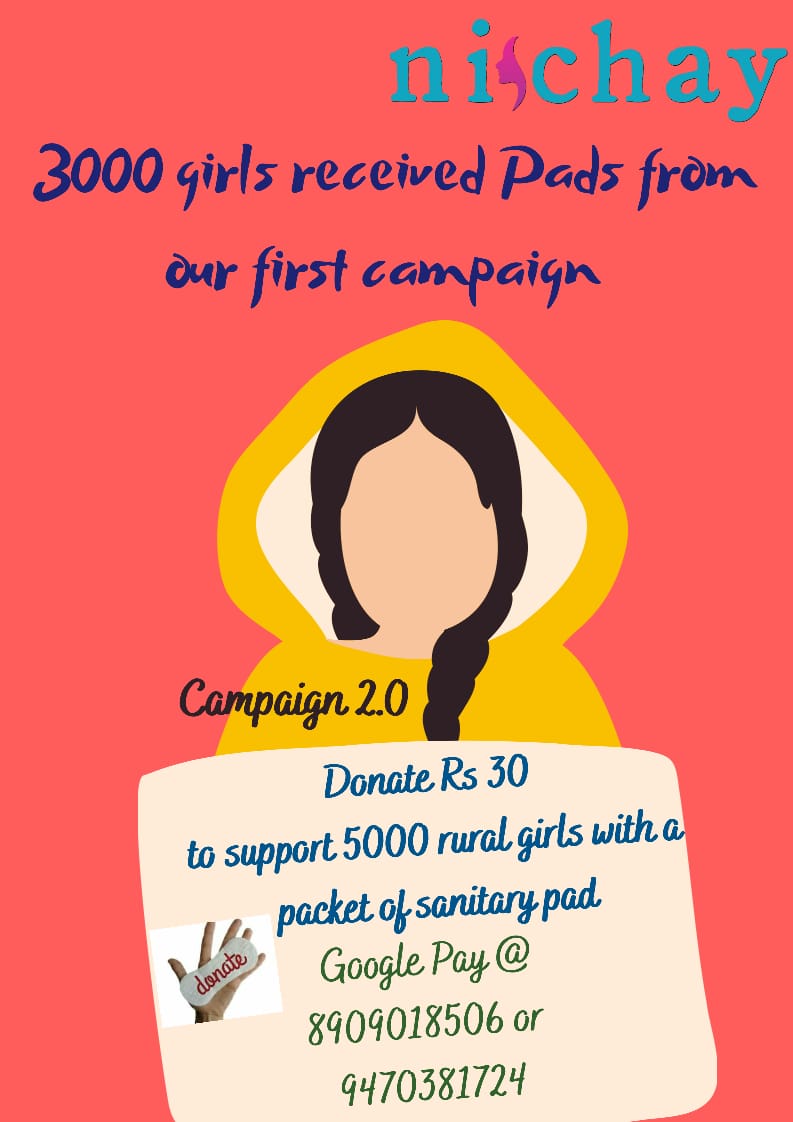 nischay
3000 girls received Pads from
our first campaign
Campaign 2.0
Donate Rs 30
to support 5000 rural girls with a
packet of sanitary pad
donate
Google Pay @
8909018506 or
9470381724